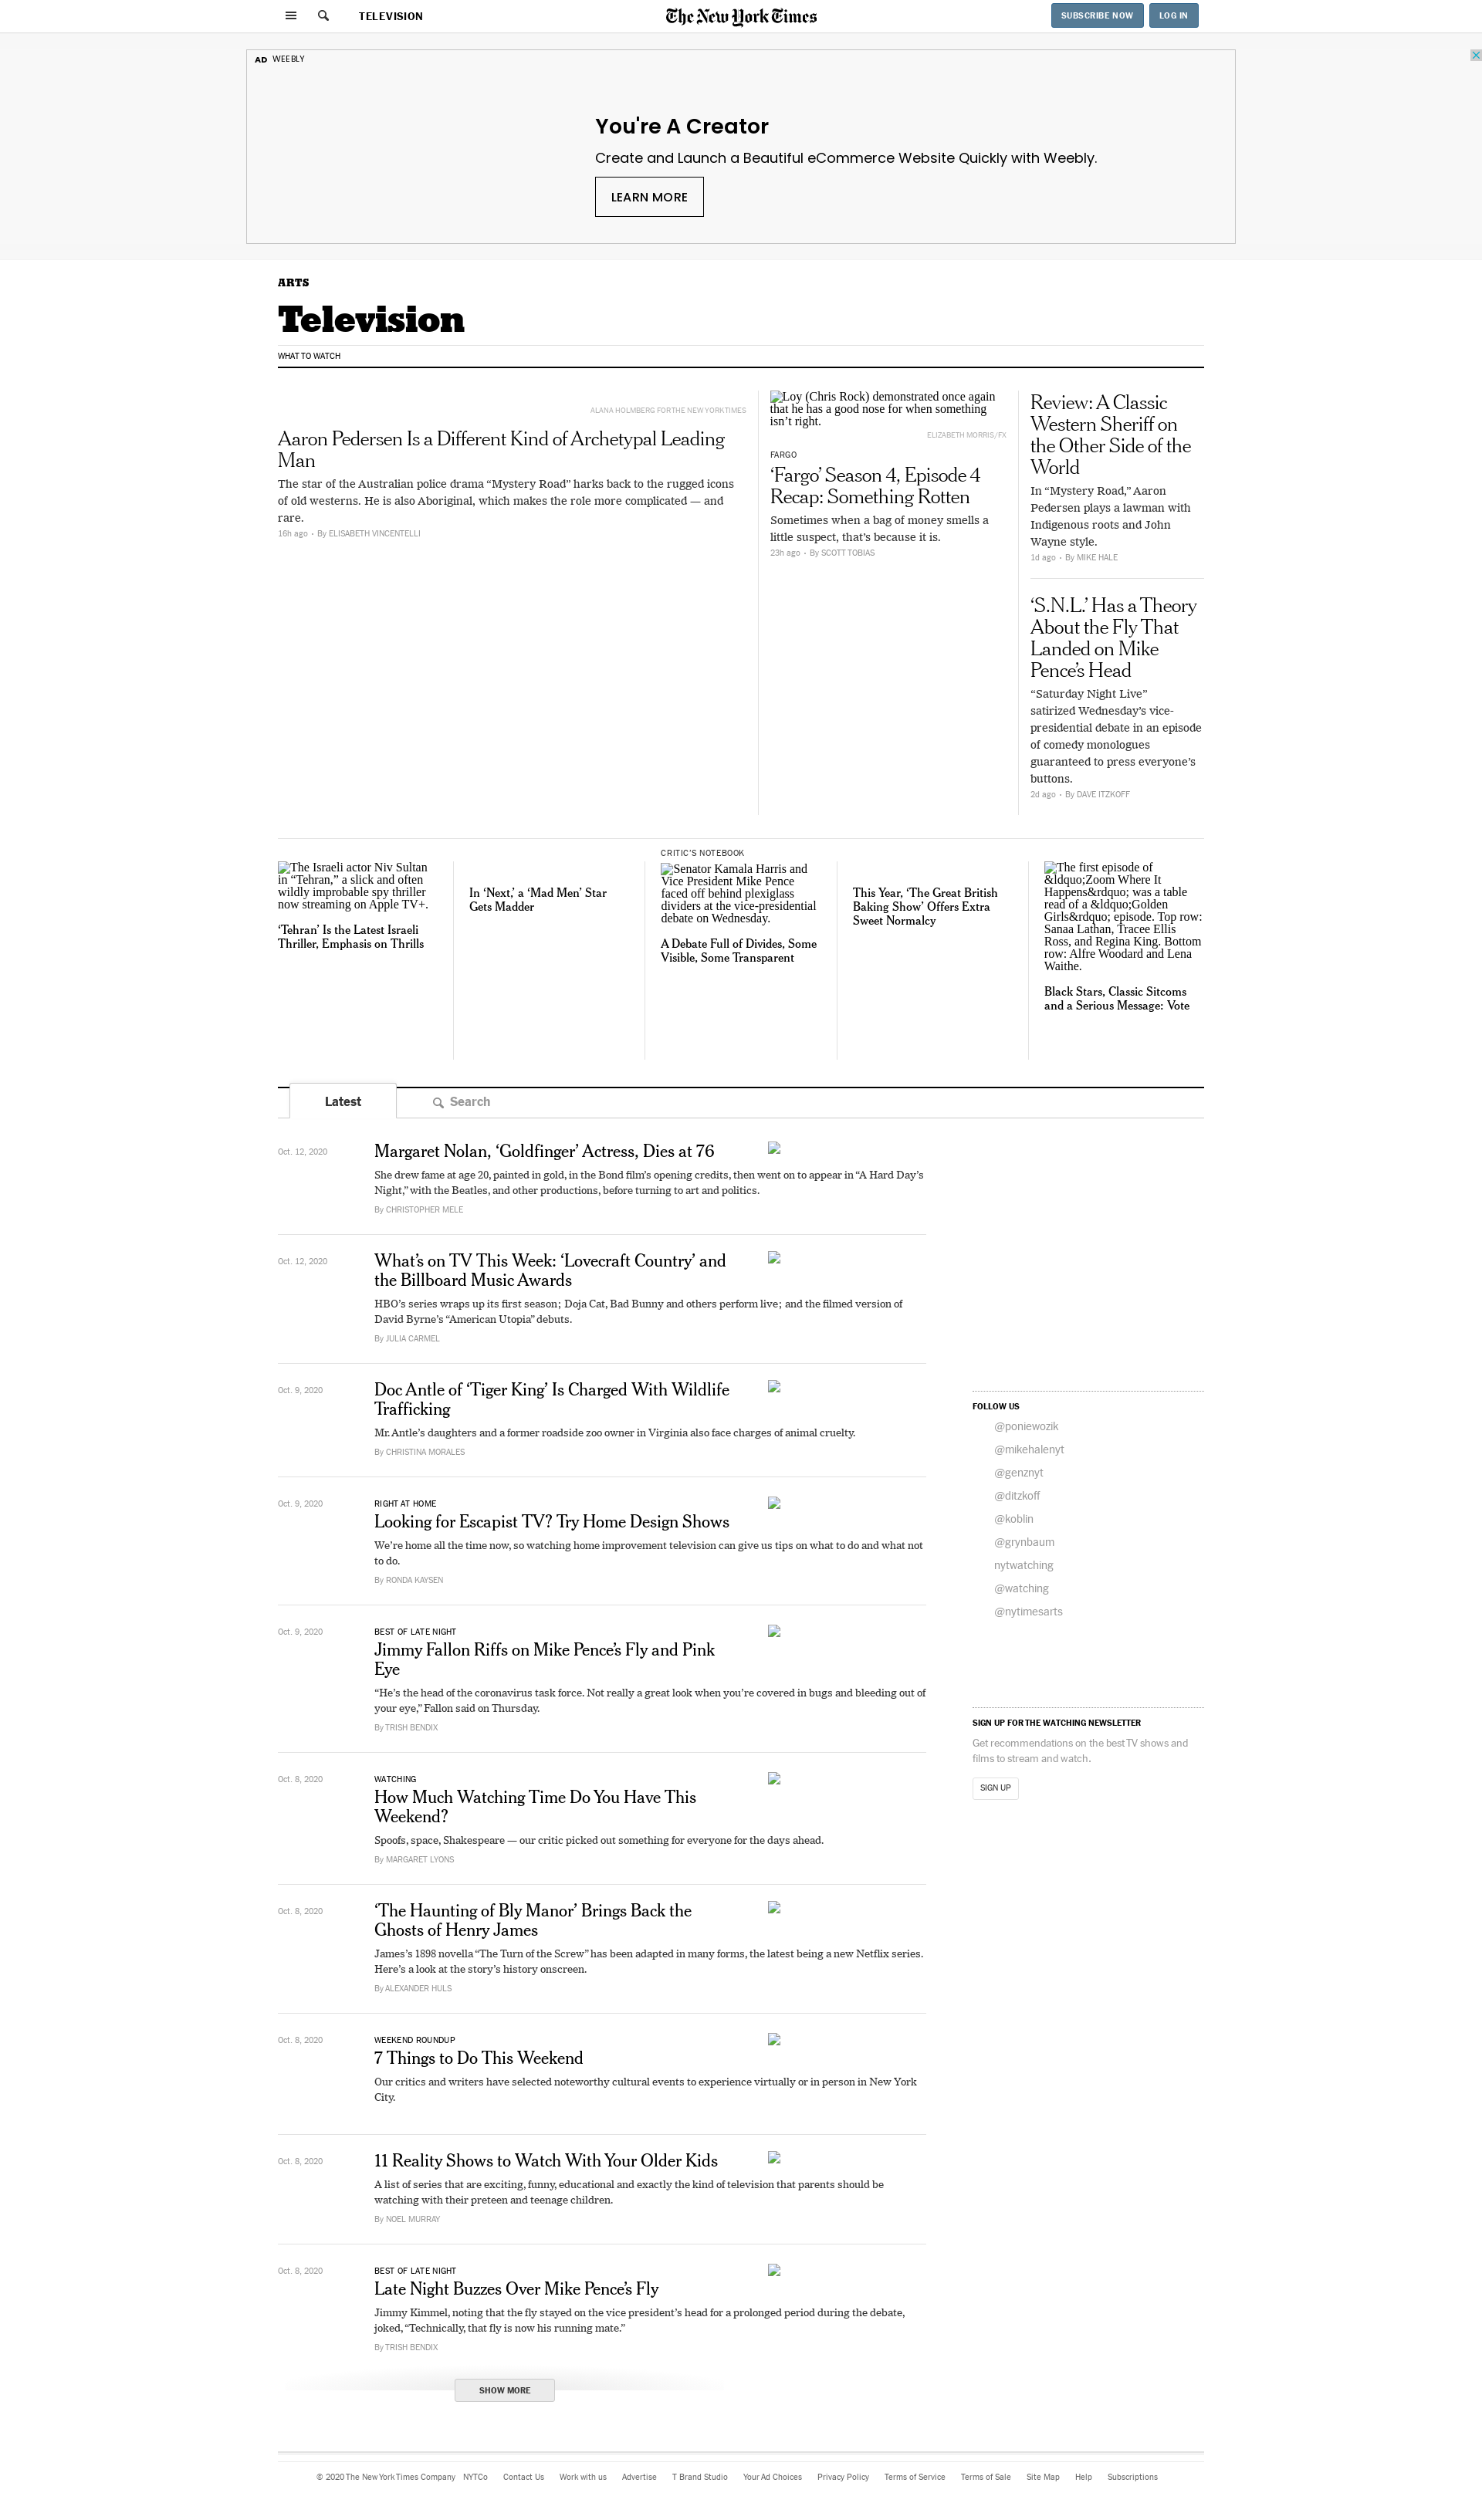 TELEVISION
The New York Times
SUBSCRIBE NOW
LOG IN
AD WEEBLY
You're A Creator
Create and Launch a Beautiful eCommerce Website Quickly with Weebly.
LEARN MORE
ARTS
Television
WHAT TO WATCH
ALANA HOLMBERG FOR THE NEW YORK TIMES
Aaron Pedersen Is a Different Kind of Archetypal Leading
Man
The star of the Australian police drama “Mystery Road” harks back to the rugged icons
of old westerns. He is also Aboriginal, which makes the role more complicated — and
rare.
16h ago • By ELISABETH VINCENTELLI
Loy (Chris Rock) demonstrated once again
that he has a good nose for when something
isn’t right.
ELIZABETH MORRIS/FX
FARGO
‘Fargo’ Season 4, Episode 4
Recap: Something Rotten
Sometimes when a bag of money smells a
little suspect, that’s because it is.
23h ago • By SCOTT TOBIAS
Review: A Classic
Western Sheriff on
the Other Side of the
World
In “Mystery Road,” Aaron
Pedersen plays a lawman with
Indigenous roots and John
Wayne style.
1d ago • By MIKE HALE
‘S.N.L.’ Has a Theory
About the Fly That
Landed on Mike
Pence’s Head
“Saturday Night Live”
satirized Wednesday’s vice-
presidential debate in an episode
of comedy monologues
guaranteed to press everyone’s
buttons.
2d ago • By DAVE ITZKOFF
The Israeli actor Niv Sultan
in “Tehran,” a slick and often
wildly improbable spy thriller
now streaming on Apple TV+.
‘Tehran’ Is the Latest Israeli
Thriller, Emphasis on Thrills
In ‘Next,’ a ‘Mad Men’ Star
Gets Madder
CRITIC’S NOTEBOOK
Senator Kamala Harris and
Vice President Mike Pence
faced off behind plexiglass
dividers at the vice-presidential
debate on Wednesday.
A Debate Full of Divides, Some
Visible, Some Transparent
This Year, ‘The Great British
Baking Show’ Offers Extra
Sweet Normalcy
The first episode of
&ldquo;Zoom Where It
Happens&rdquo; was a table
read of a &ldquo;Golden
Girls&rdquo; episode. Top row:
Sanaa Lathan, Tracee Ellis
Ross, and Regina King. Bottom
row: Alfre Woodard and Lena
Waithe.
Black Stars, Classic Sitcoms
and a Serious Message: Vote
Latest
Search
Oct. 12, 2020
Margaret Nolan, ‘Goldfinger’ Actress, Dies at 76
She drew fame at age 20, painted in gold, in the Bond film’s opening credits, then went on to appear in “A Hard Day’s
Night,” with the Beatles, and other productions, before turning to art and politics.
By CHRISTOPHER MELE
Oct. 12, 2020
What’s on TV This Week: ‘Lovecraft Country’ and
the Billboard Music Awards
HBO’s series wraps up its first season; Doja Cat, Bad Bunny and others perform live; and the filmed version of
David Byrne’s “American Utopia” debuts.
By JULIA CARMEL
Oct. 9, 2020
Doc Antle of ‘Tiger King’ Is Charged With Wildlife
Trafficking
Mr. Antle’s daughters and a former roadside zoo owner in Virginia also face charges of animal cruelty.
By CHRISTINA MORALES
Oct. 9, 2020
RIGHT AT HOME
Looking for Escapist TV? Try Home Design Shows
We’re home all the time now, so watching home improvement television can give us tips on what to do and what not
to do.
By RONDA KAYSEN
Oct. 9, 2020
BEST OF LATE NIGHT
Jimmy Fallon Riffs on Mike Pence’s Fly and Pink
Eye
“He’s the head of the coronavirus task force. Not really a great look when you’re covered in bugs and bleeding out of
your eye,” Fallon said on Thursday.
By TRISH BENDIX
Oct. 8, 2020
WATCHING
How Much Watching Time Do You Have This
Weekend?
Spoofs, space, Shakespeare — our critic picked out something for everyone for the days ahead.
By MARGARET LYONS
Oct. 8, 2020
‘The Haunting of Bly Manor’ Brings Back the
Ghosts of Henry James
James’s 1898 novella “The Turn of the Screw” has been adapted in many forms, the latest being a new Netflix series.
Here’s a look at the story’s history onscreen.
By ALEXANDER HULS
Oct. 8, 2020
WEEKEND ROUNDUP
7 Things to Do This Weekend
Our critics and writers have selected noteworthy cultural events to experience virtually or in person in New York
City.
Oct. 8, 2020
11 Reality Shows to Watch With Your Older Kids
A list of series that are exciting, funny, educational and exactly the kind of television that parents should be
watching with their preteen and teenage children.
By NOEL MURRAY
Oct. 8, 2020
BEST OF LATE NIGHT
Late Night Buzzes Over Mike Pence’s Fly
Jimmy Kimmel, noting that the fly stayed on the vice president’s head for a prolonged period during the debate,
joked, “Technically, that fly is now his running mate.”
By TRISH BENDIX
SHOW MORE
FOLLOW US
@poniewozik
@mikehalenyt
@genznyt
@ditzkoff
@koblin
@grynbaum
nytwatching
@watching
@nytimesarts
SIGN UP FOR THE WATCHING NEWSLETTER
Get recommendations on the best TV shows and
films to stream and watch.
SIGN UP
© 2020 The New York Times Company NYTCo Contact Us Work with us Advertise T Brand Studio Your Ad Choices Privacy Policy Terms of Service Terms of Sale Site Map Help Subscriptions